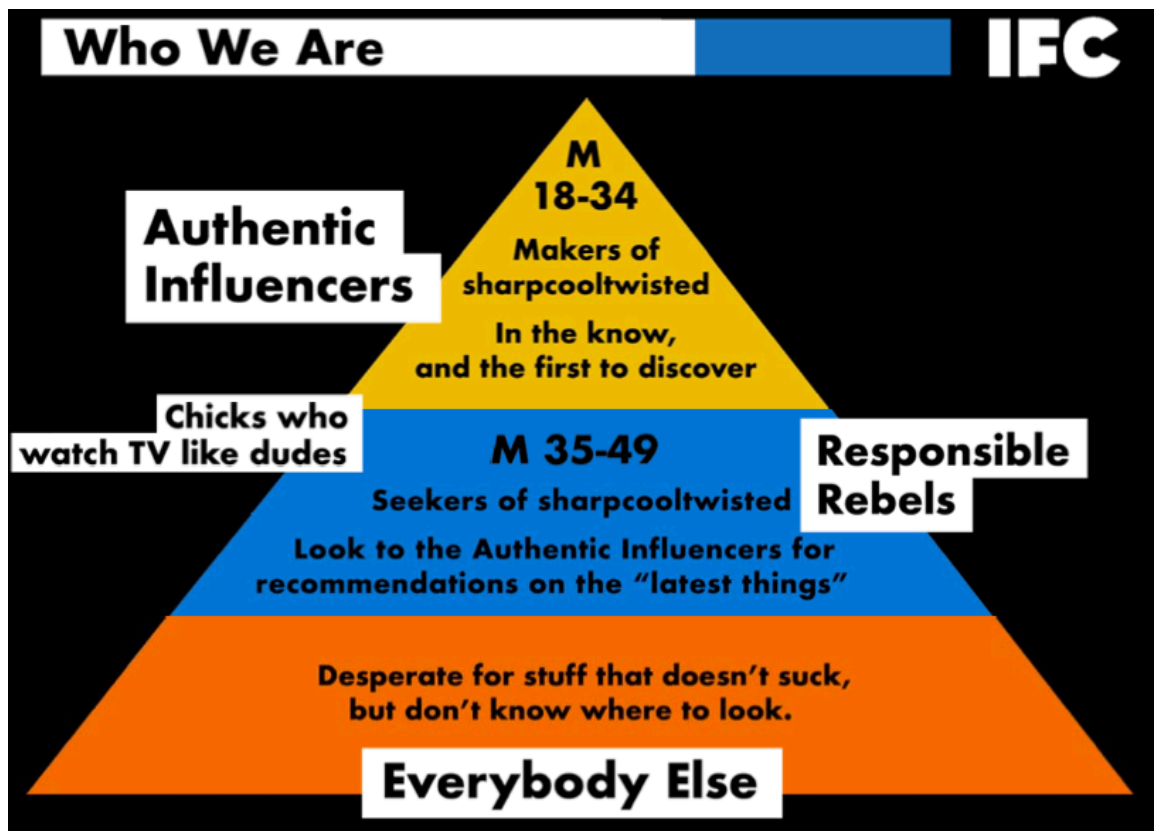 Who We Are
IFC
M
18-34
Authentic
Influencers
Makers of
sharpcooltwisted
In the know,
and the first to discover
Chicks who
watch TV like dudes
M 35-49
Responsible
Rebels
Seekers of sharpcooltwisted
Look to the Authentic Influencers for
recommendations on the “latest things”
Desperate for stuff that doesn’t suck,
but don’t know where to look.
Everybody Else